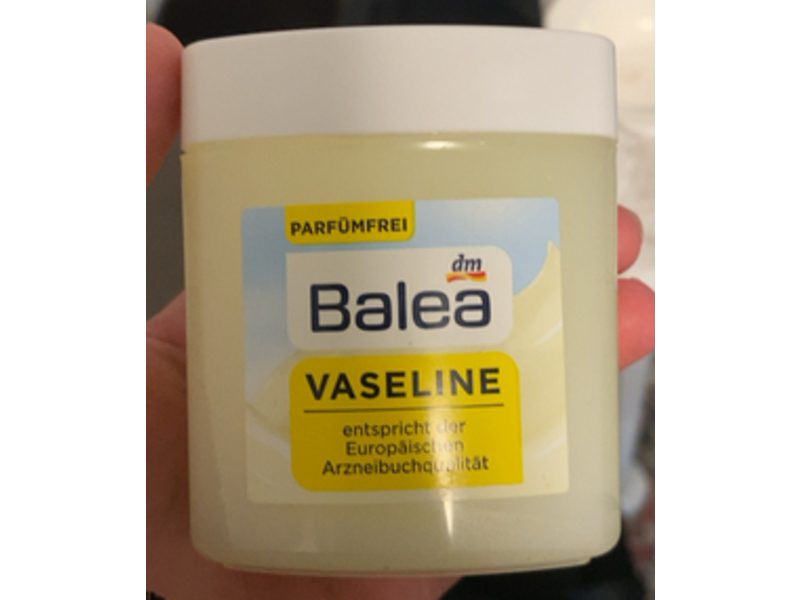 PARFÜMFREI
dm
Balea
VASELINE
entspricht der
Europäischen
Arzneibuchqualität